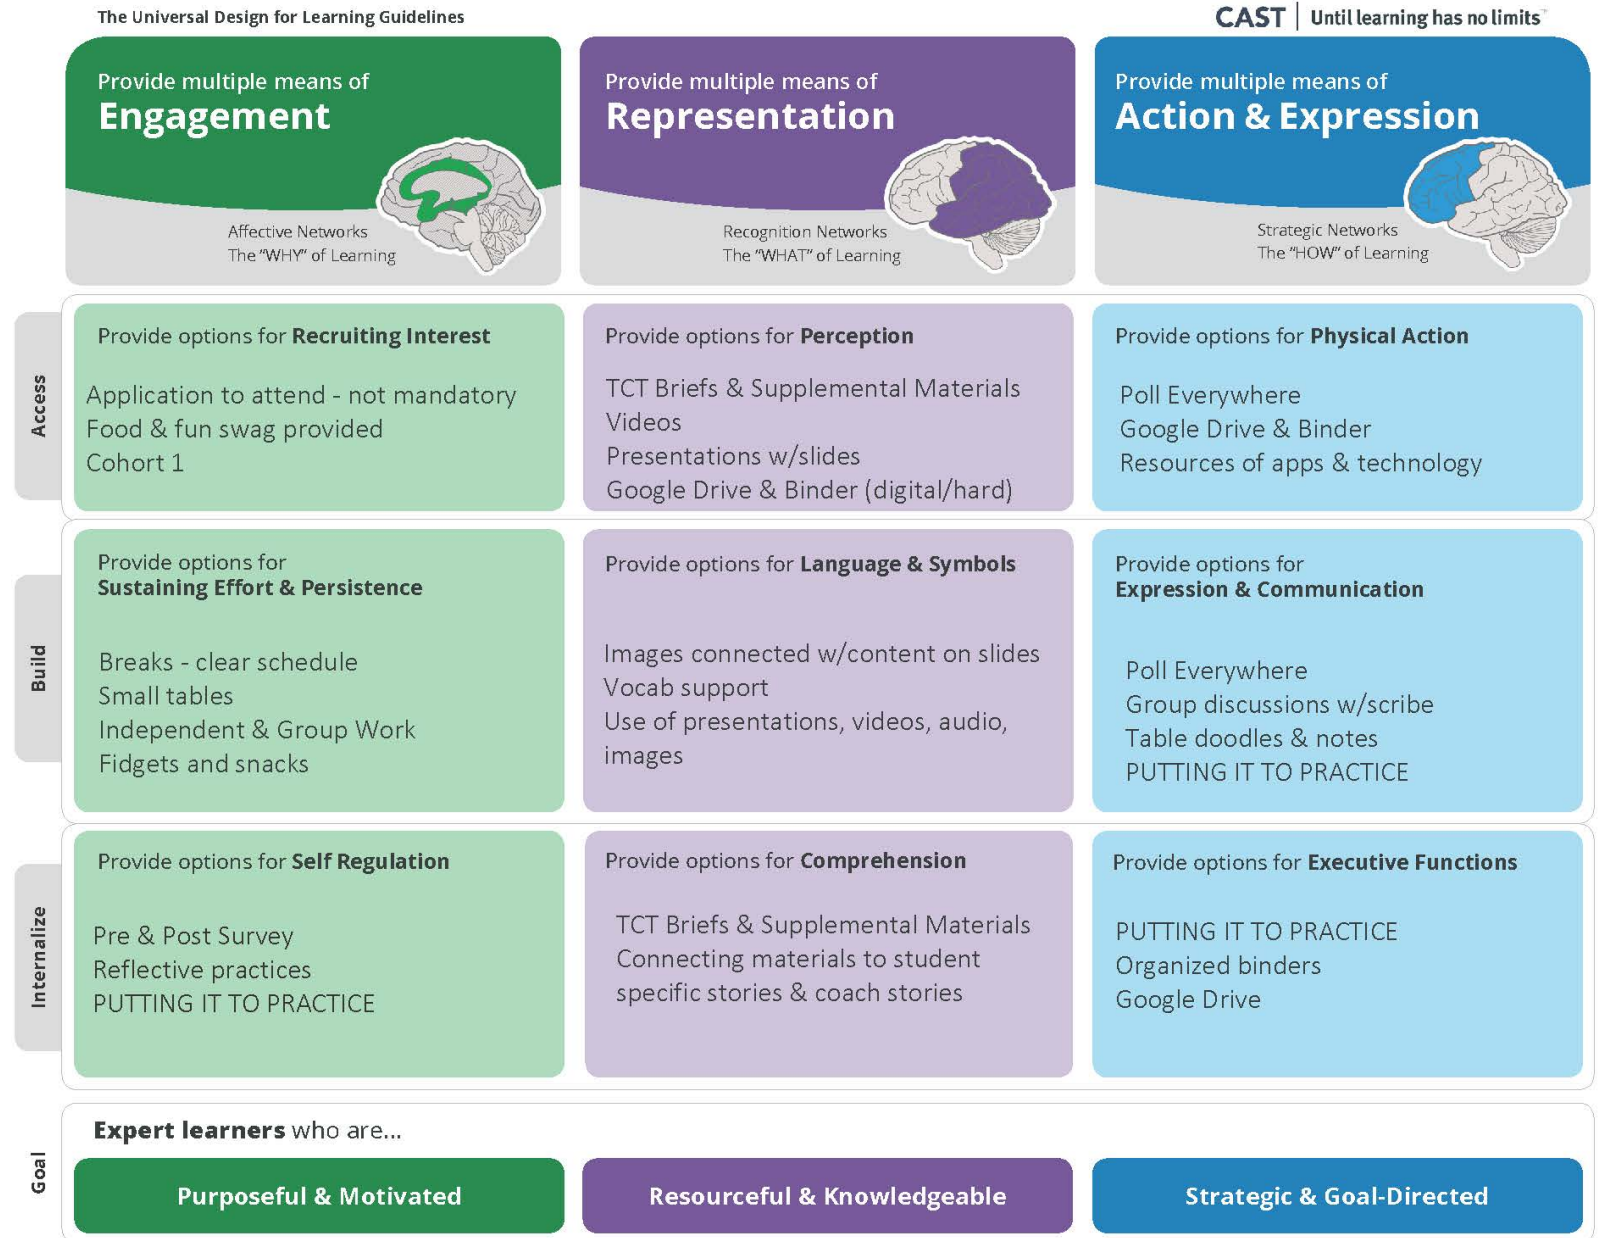 The Universal Design for Learning Guidelines
CAST | Until learning has no limits™
Provide multiple means of
Engagement
Affective Networks
The "WHY" of Learning
Provide multiple means of
Representation
Recognition Networks
The "WHAT" of Learning
Provide multiple means of
Action & Expression
Strategic Networks
The "HOW" of Learning
Access
Provide options for Recruiting Interest
Application to attend - not mandatory
Food & fun swag provided
Cohort 1
Provide options for Perception
TCT Briefs & Supplemental Materials
Videos
Presentations w/slides
Google Drive & Binder (digital/hard)
Provide options for Physical Action
Poll Everywhere
Google Drive & Binder
Resources of apps & technology
Build
Provide options for
Sustaining Effort & Persistence
Breaks - clear schedule
Small tables
Independent & Group Work
Fidgets and snacks
Provide options for Language & Symbols
Images connected w/content on slides
Vocab support
Use of presentations, videos, audio,
images
Provide options for
Expression & Communication
Poll Everywhere
Group discussions w/scribe
Table doodles & notes
PUTTING IT TO PRACTICE
Internalize
Provide options for Self Regulation
Pre & Post Survey
Reflective practices
PUTTING IT TO PRACTICE
Provide options for Comprehension
TCT Briefs & Supplemental Materials
Connecting materials to student
specific stories & coach stories
Provide options for Executive Functions
PUTTING IT TO PRACTICE
Organized binders
Google Drive
Goal
Expert learners who are...
Purposeful & Motivated
Resourceful & Knowledgeable
Strategic & Goal-Directed